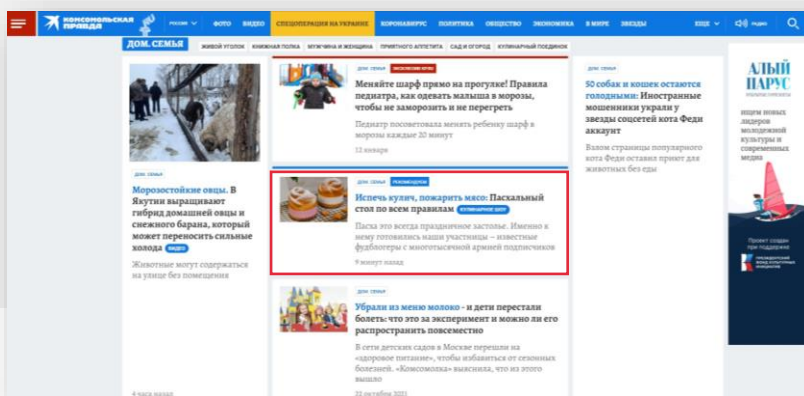 КОМСОМОЛЬСКАЯ
ПРАВДА
РОССИЯ
ФОТО
ВИДЕО
СПЕЦОПЕРАЦИЯ НА УКРАИНЕ
КОРОНАВИРУС
ПОЛИТИКА
ОБЩЕСТВО
ЭКОНОМИКА
В МИРЕ
ЗВЕЗДЫ
ЕЩЕ
РАДИО
ДОМ. СЕМЬЯ
ЖИВОЙ УГОЛОК
КНИЖНАЯ ПОЛКА
МУЖЧИНА И ЖЕНЩИНА
ПРИЯТНОГО АППЕТИТА
САД И ОГОРОД
КУЛИНАРНЫЙ ПОЕДИНОК
ДОМ. СЕМЬЯ
Морозостойкие овцы. В
Якутии выращивают
гибрид домашней овцы и
снежного барана, который
может переносить сильные
холода ВИДЕО
Животные могут содержаться
на улице без помещения
4 часа назад
ДОМ. СЕМЬЯ
Меняйте шарф прямо на прогулке! Правила
педиатра, как одевать малыша в морозы,
чтобы не заморозить и не перегреть
Педиатр посоветовала менять ребенку шарф в
морозы каждые 20 минут
12 января
ДОМ. СЕМЬЯ
РЕКОМЕНДУЕМ
Испечь кулич, пожарить мясо: Пасхальный
стол по всем правилам КУЛИНАРНОЕ ШОУ
Пасха это всегда праздничное застолье. Именно к
нему готовились наши участницы – известные
фудблогеры с многотысячной армией подписчиков
9 минут назад
ДОМ. СЕМЬЯ
Убрали из меню молоко - и дети перестали
болеть: что это за эксперимент и можно ли его
распространить повсеместно
В сети детских садов в Москве перешли на
«здоровое питание», чтобы избавиться от сезонных
болезней. «Комсомолка» выяснила, что из этого
вышло
22 октября 2021
ДОМ. СЕМЬЯ
50 собак и кошек остаются
голодными: Иностранные
мошенники украли у
звезды соцсетей кота Феди
аккаунт
Взлом страницы популярного
кота Феди оставил приют для
животных без еды
АЛЫЙ
ПАРУС
ищем новых
лидеров
молодежной
культуры и
современных
медиа
Проект создан
при поддержке
ПРЕЗИДЕНТСКИЙ
ФОНД КУЛЬТУРНЫХ
ИНИЦИАТИВ